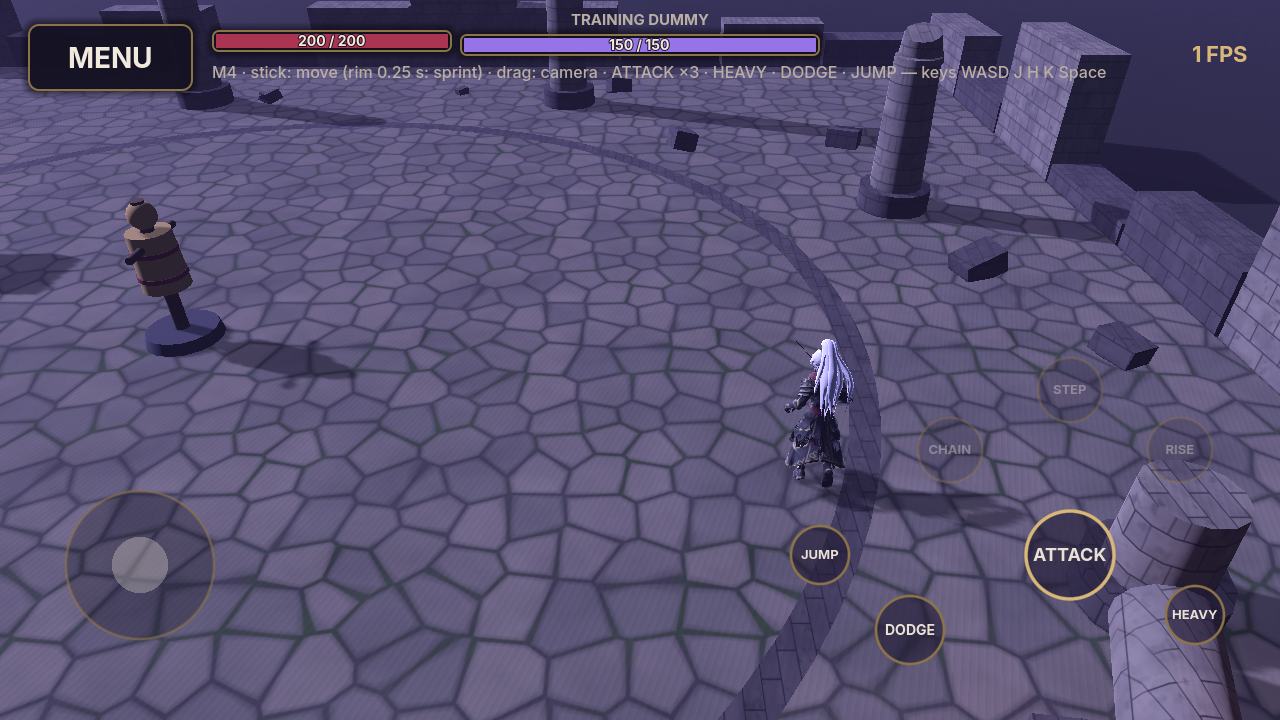 TRAINING DUMMY
MENU
200 / 200
150 / 150
1 FPS
M4 · stick: move (rim 0.25 s: sprint) · drag: camera · ATTACK ×3 · HEAVY · DODGE · JUMP — keys WASD J H K Space
STEP
CHAIN
RISE
JUMP
ATTACK
HEAVY
DODGE